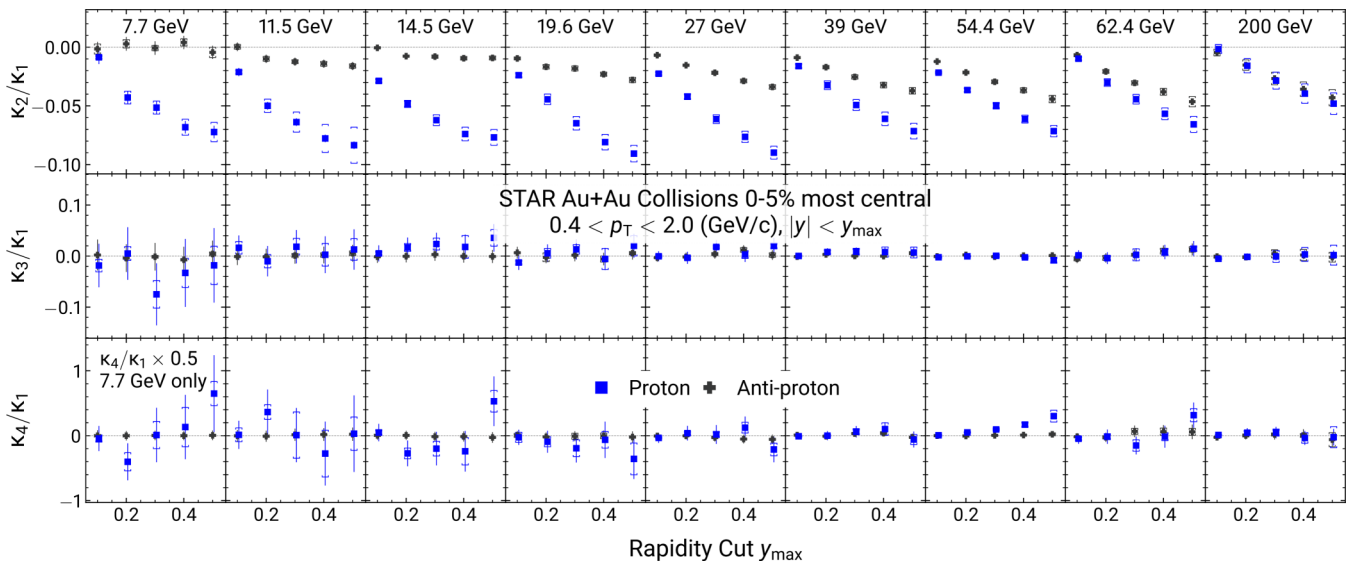 7.7 GeV 11.5 GeV 14.5 GeV 19.6 GeV 27 GeV 39 GeV 54.4 GeV 62.4 GeV 200 GeV
0.00
−0.05
−0.10
κ₂/κ₁
STAR Au+Au Collisions 0-5% most central
0.4 < p_T < 2.0 (GeV/c), |y| < y_max
0.1
0.0
−0.1
κ₃/κ₁
κ₄/κ₁ × 0.5
7.7 GeV only
Proton Anti-proton
1
0
−1
κ₄/κ₁
0.2 0.4 0.2 0.4 0.2 0.4 0.2 0.4 0.2 0.4 0.2 0.4 0.2 0.4 0.2 0.4 0.2 0.4
Rapidity Cut y_max